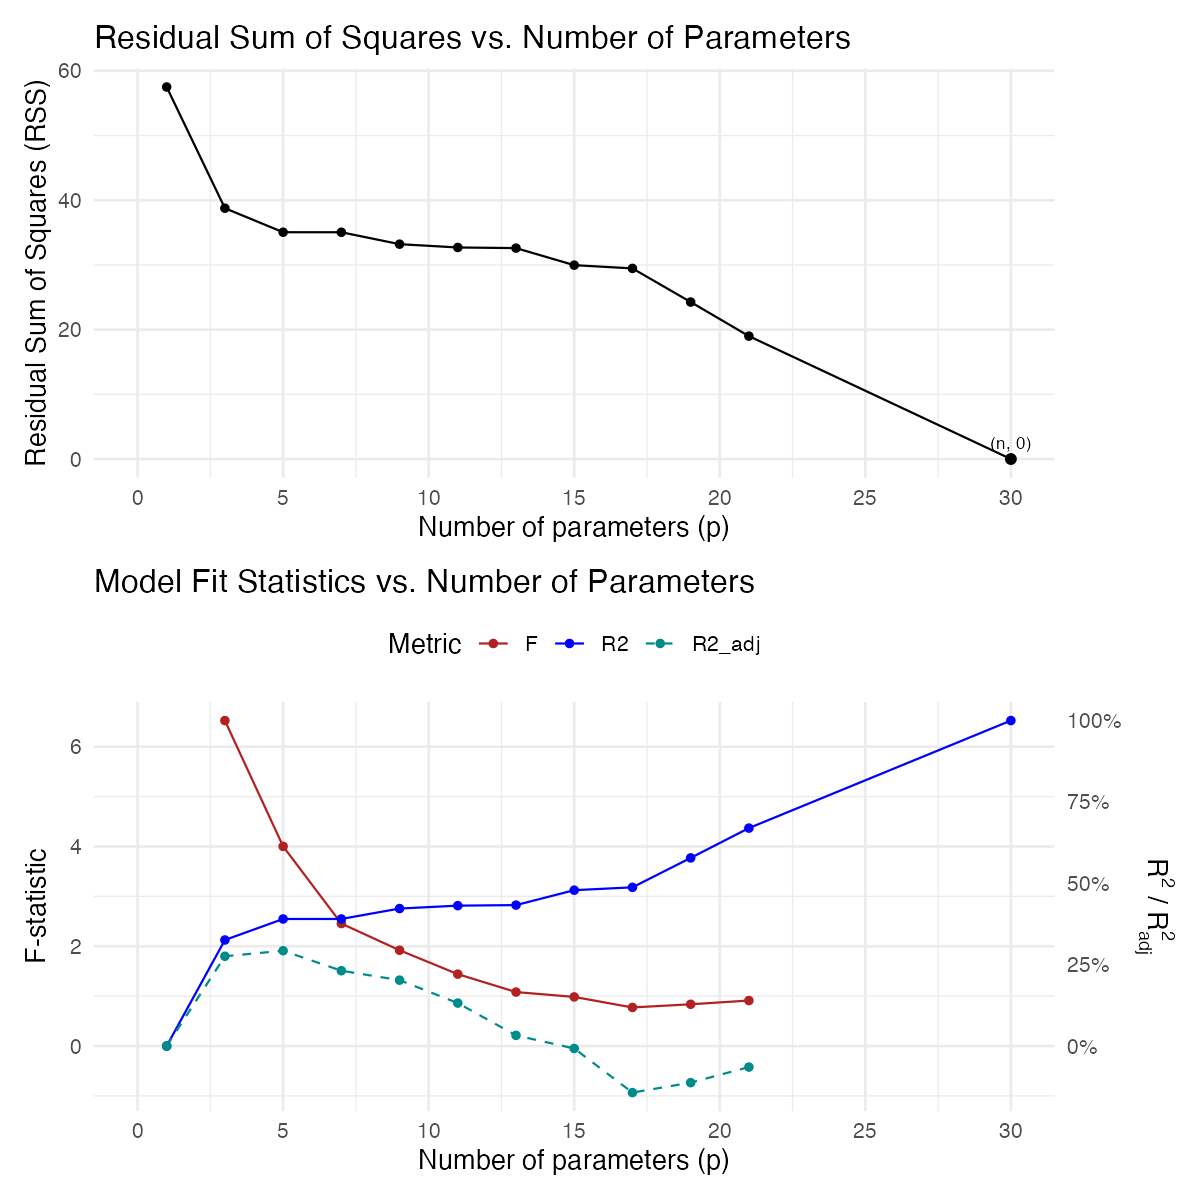 Residual Sum of Squares vs. Number of Parameters
Residual Sum of Squares (RSS)
60
40
20
0
(n, 0)
0 5 10 15 20 25 30
Number of parameters (p)
Model Fit Statistics vs. Number of Parameters
Metric F R2 R2_adj
F-statistic
6
4
2
0
100%
75%
50%
25%
0%
R² / R²adj
0 5 10 15 20 25 30
Number of parameters (p)